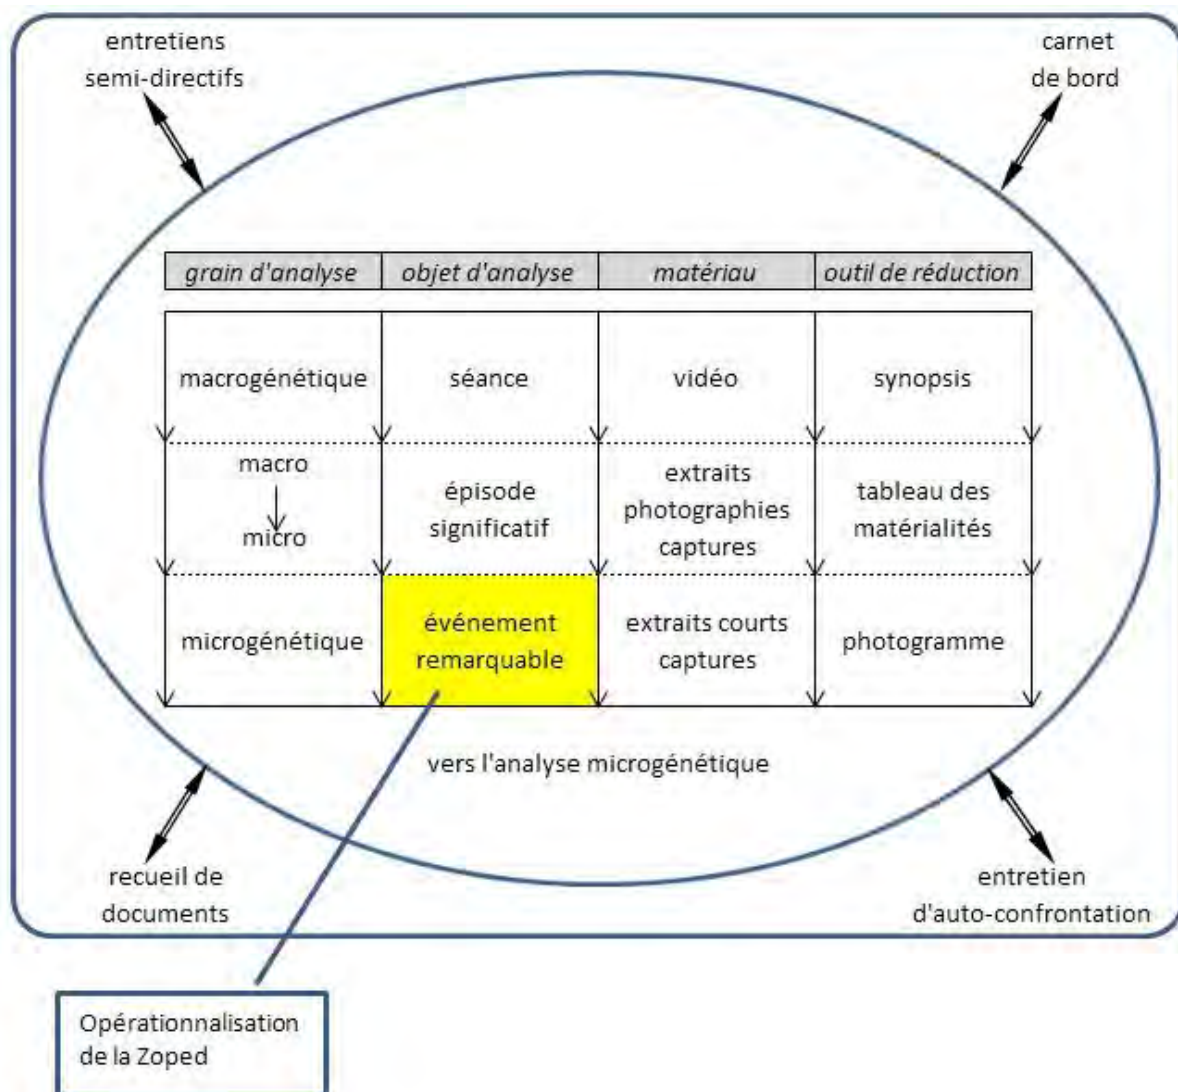 entretiens
semi-directifs
carnet
de bord
grain d'analyse
objet d'analyse
matériau
outil de réduction
macrogénétique
séance
vidéo
synopsis
macro
micro
épisode
significatif
extraits
photographies
captures
tableau des
matérialités
microgénétique
événement
remarquable
extraits courts
captures
photogramme
vers l'analyse microgénétique
recueil de
documents
entretien
d'auto-confrontation
Opérationnalisation
de la Zoped